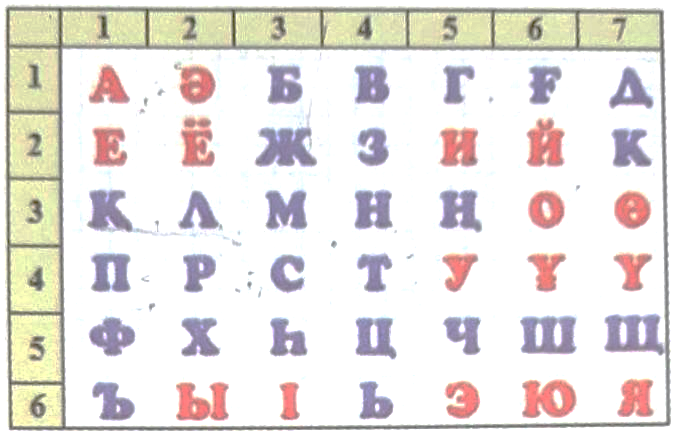 1 2 3 4 5 6 7
1 А Ә Б В Г Ғ Д
2 Е Ё Ж З И Й К
3 Қ Л М Н Ң О Ө
4 П Р С Т У Ұ Ү
5 Ф Х Һ Ц Ч Ш Щ
6 Ъ Ы І Ь Э Ю Я